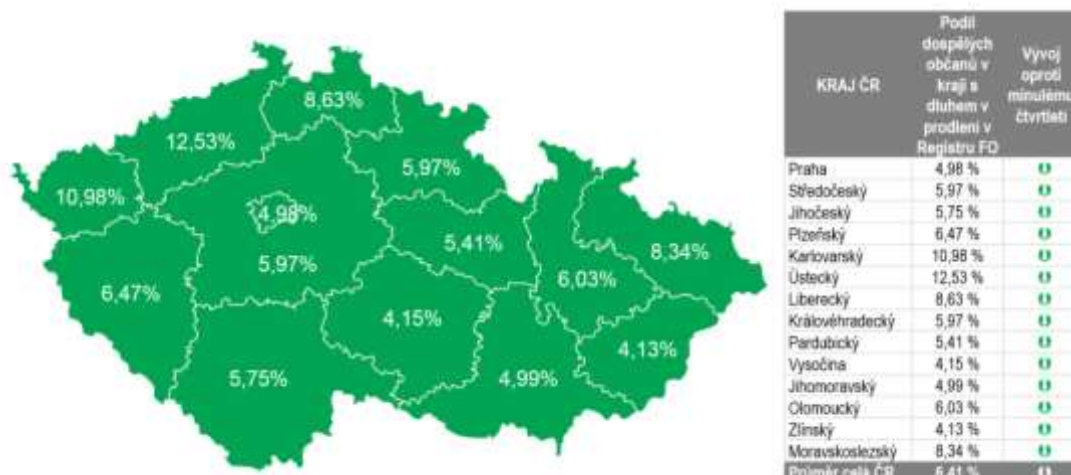 8,63%
12,53%
5,97%
10,98%
4,98%
5,41%
8,34%
5,97%
6,03%
6,47%
4,15%
4,13%
5,75%
4,99%
KRAJ ČR
Podíl
dospělých
občanů v
kraji s
dluhem v
prodlení v
Registru FO
Vývoj
oproti
minulému
čtvrtletí
Praha 4,98 %
Středočeský 5,97 %
Jihočeský 5,75 %
Plzeňský 6,47 %
Karlovarský 10,98 %
Ústecký 12,53 %
Liberecký 8,63 %
Královéhradecký 5,97 %
Pardubický 5,41 %
Vysočina 4,15 %
Jihomoravský 4,99 %
Olomoucký 6,03 %
Zlínský 4,13 %
Moravskoslezský 8,34 %
Průměr celá ČR 6,41 %